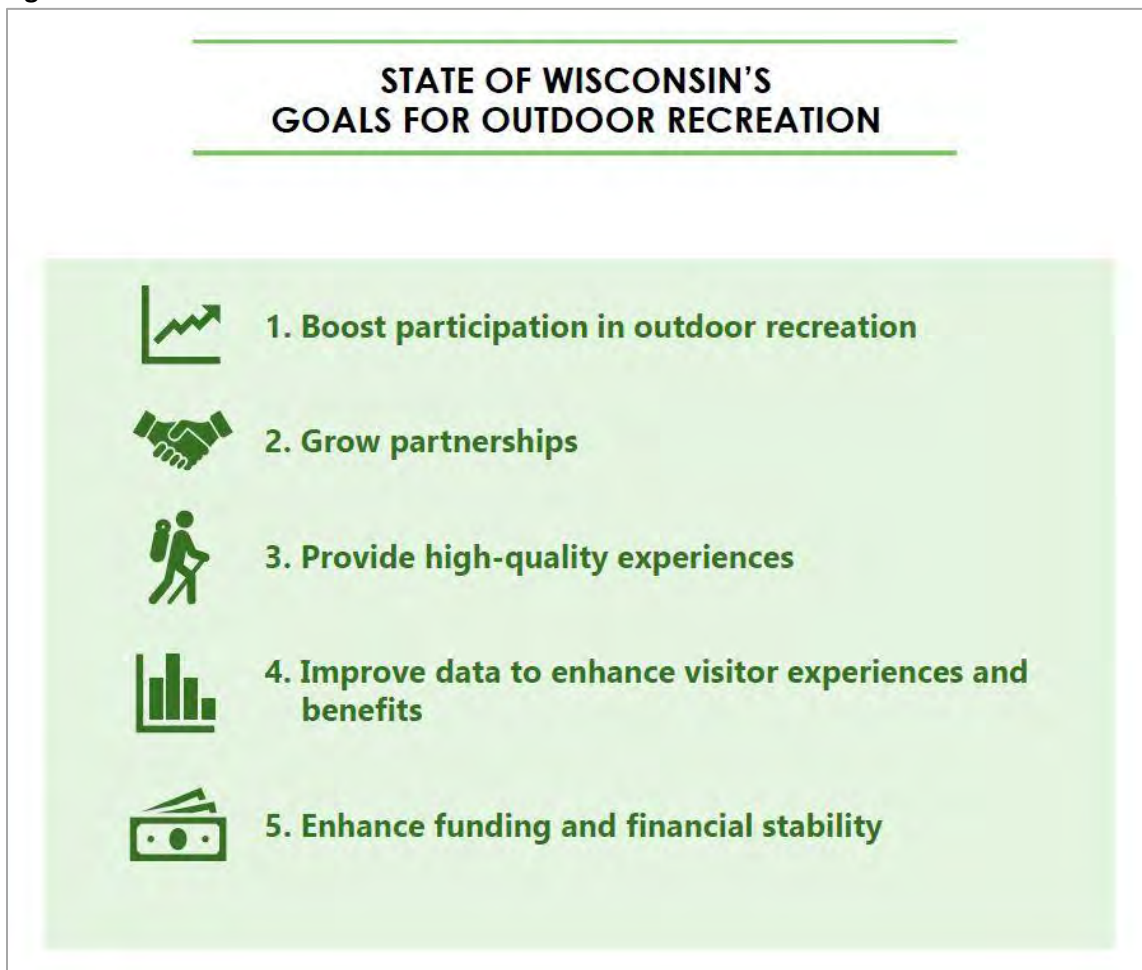 STATE OF WISCONSIN'S
GOALS FOR OUTDOOR RECREATION
1. Boost participation in outdoor recreation
2. Grow partnerships
3. Provide high-quality experiences
4. Improve data to enhance visitor experiences and
benefits
5. Enhance funding and financial stability